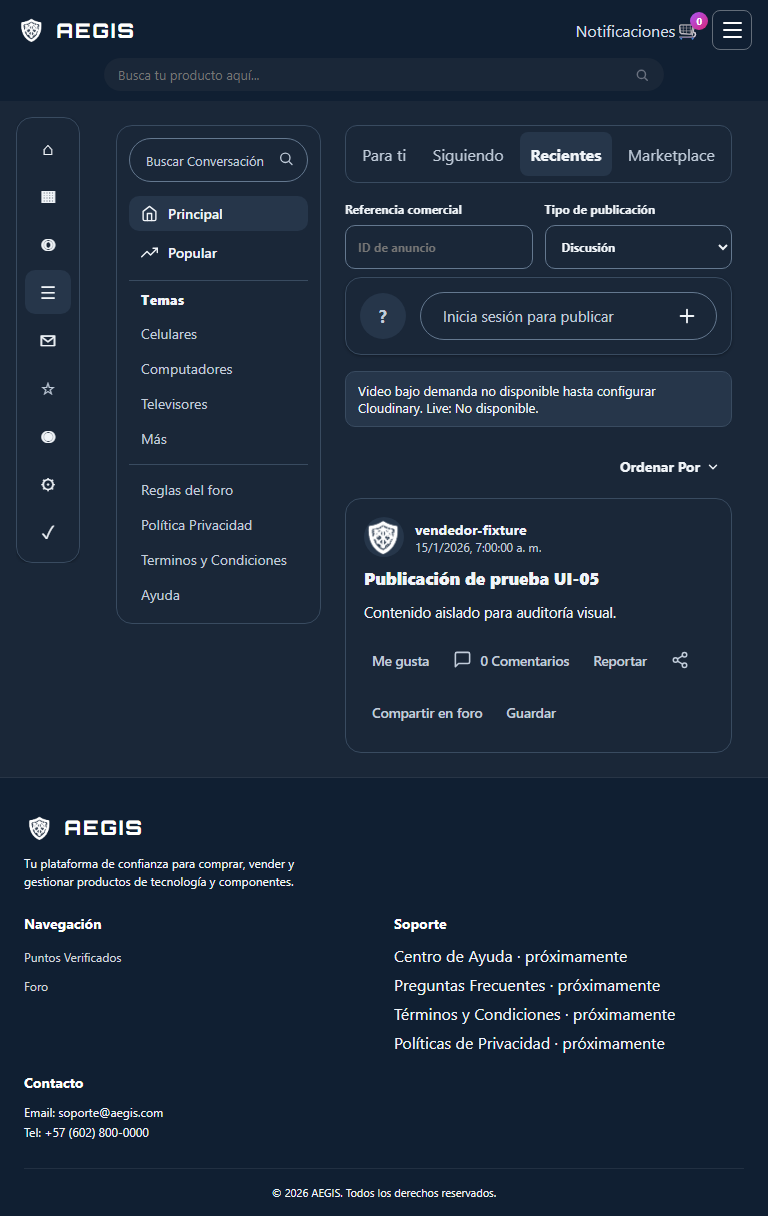 AEGIS
Notificaciones
0
Busca tu producto aquí...
Buscar Conversación
Principal
Popular
Temas
Celulares
Computadores
Televisores
Más
Reglas del foro
Política Privacidad
Terminos y Condiciones
Ayuda
Para ti
Siguiendo
Recientes
Marketplace
Referencia comercial
Tipo de publicación
ID de anuncio
Discusión
?
Inicia sesión para publicar
Video bajo demanda no disponible hasta configurar
Cloudinary. Live: No disponible.
Ordenar Por
vendedor-fixture
15/1/2026, 7:00:00 a. m.
Publicación de prueba UI-05
Contenido aislado para auditoría visual.
Me gusta
0 Comentarios
Reportar
Compartir en foro
Guardar
AEGIS
Tu plataforma de confianza para comprar, vender y
gestionar productos de tecnología y componentes.
Navegación
Puntos Verificados
Foro
Soporte
Centro de Ayuda · próximamente
Preguntas Frecuentes · próximamente
Términos y Condiciones · próximamente
Políticas de Privacidad · próximamente
Contacto
Email: soporte@aegis.com
Tel: +57 (602) 800-0000
© 2026 AEGIS. Todos los derechos reservados.